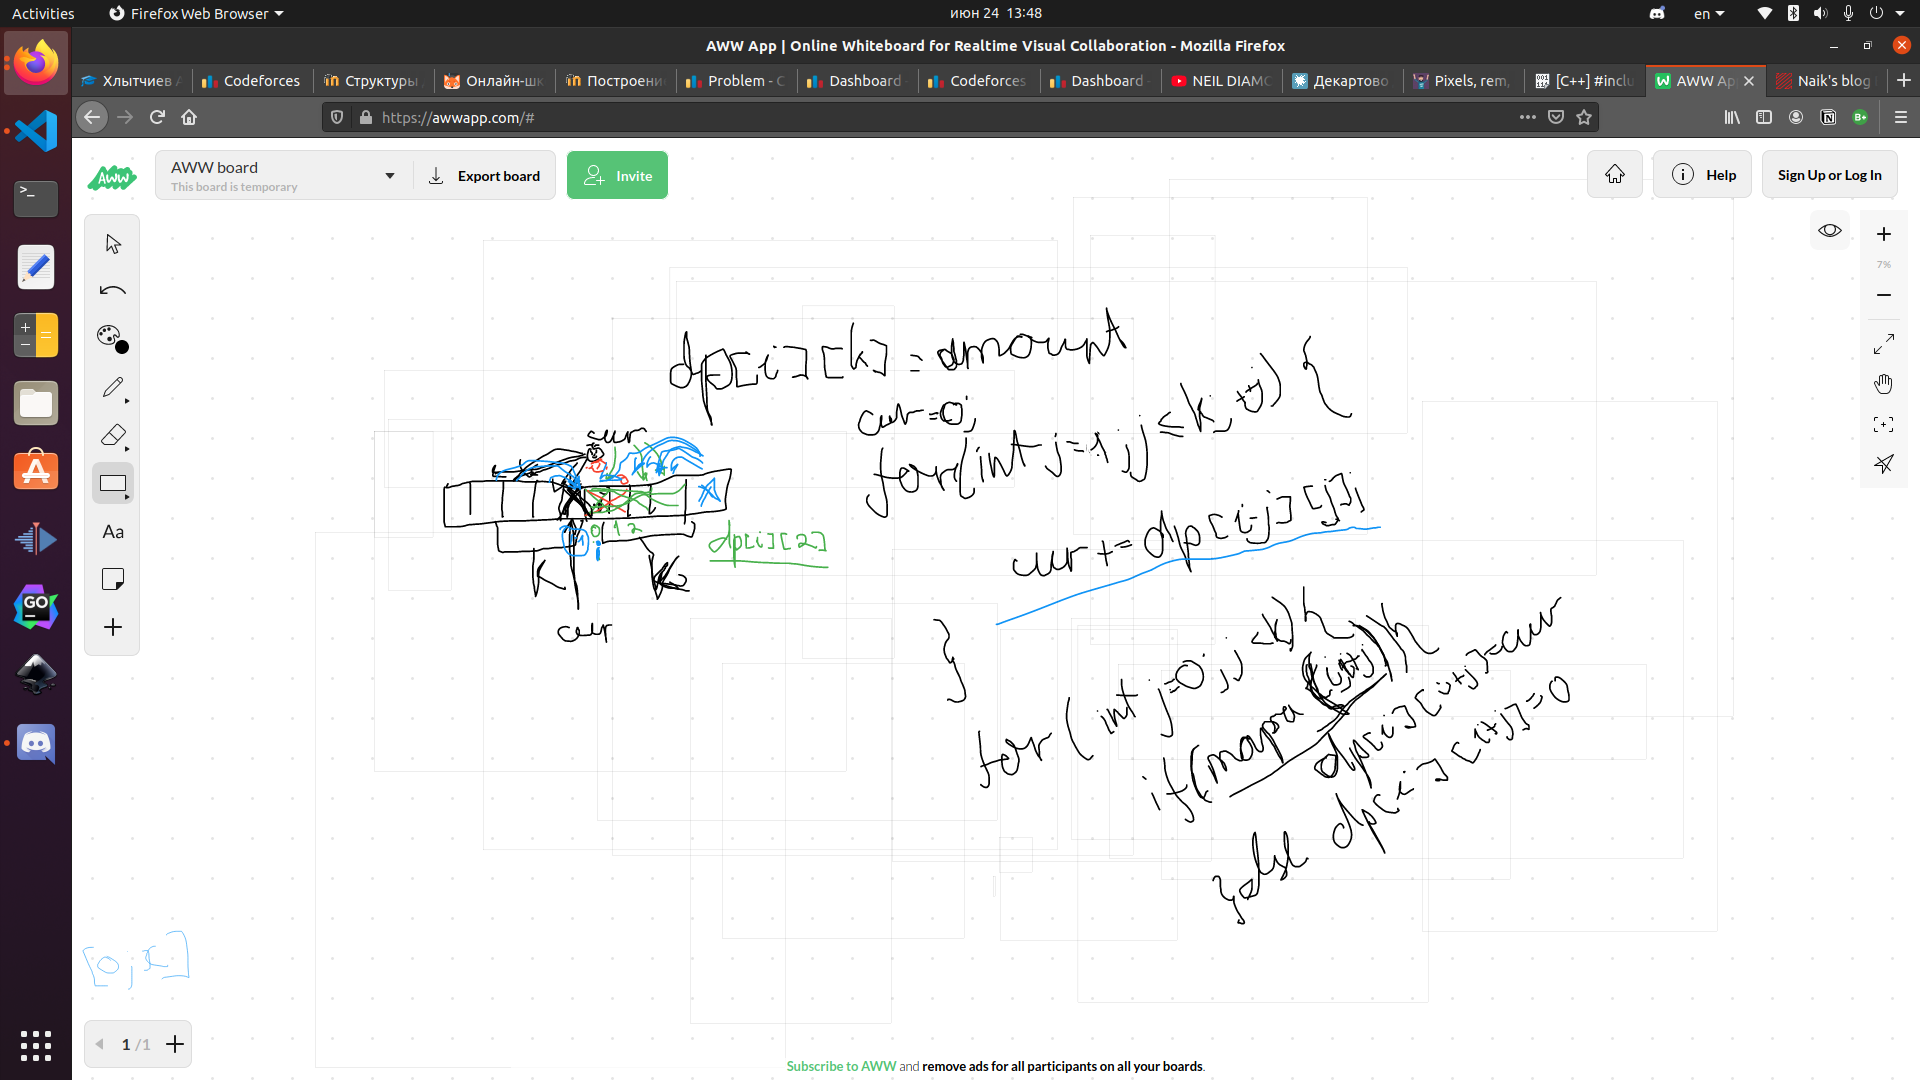 Activities
Firefox Web Browser
июн 24 13:48
en
AWW App | Online Whiteboard for Realtime Visual Collaboration - Mozilla Firefox
Хлытчиев А
Codeforces
Структуры
Онлайн-шк
Построени
Problem - C
Dashboard
Codeforces
Dashboard
NEIL DIAMO
Декартово
Pixels, rem,
[C++] #inclu
AWW Ap
Naik's blog
https://awwapp.com/#
AWW
AWW board
This board is temporary
Export board
Invite
Help
Sign Up or Log In
7%
Aa
GO
dp[i][k] = amount
cur=0;
for(int j=1; j≤k; +j) {
cur += dp[i-j][j];
}
cur
0 1 2
i
dp[i][2]
K
cur
for (int j=0; j≤k)
if(mapa (i+j))
dp[i][i+j]=cur
}else dp[i][i+j]=0
[0;x]
1 /1
Subscribe to AWW and remove ads for all participants on all your boards.